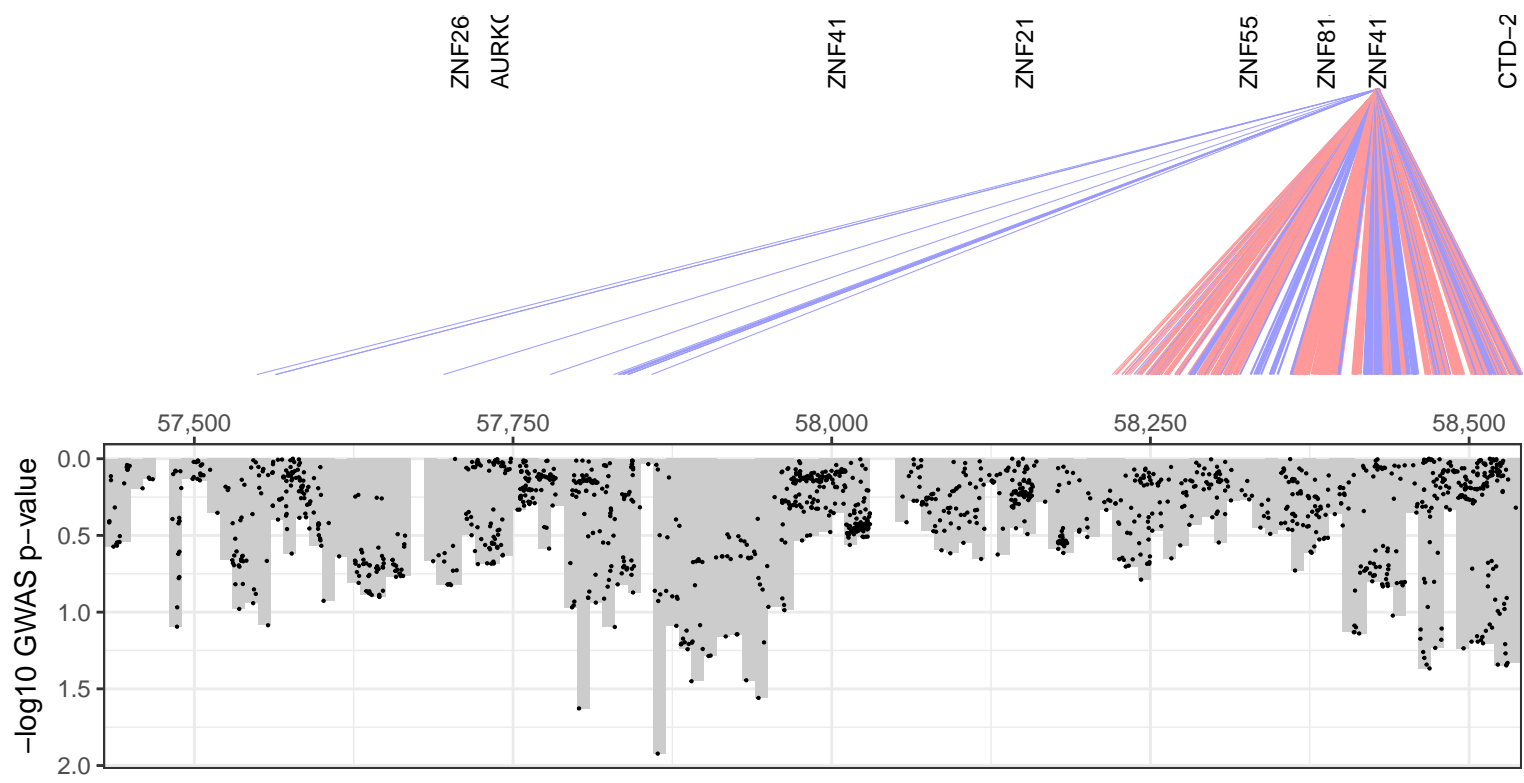 ZNF26
AURKC
ZNF41
ZNF21
ZNF55
ZNF81
ZNF41
CTD−2
57,500
57,750
58,000
58,250
58,500
−log10 GWAS p−value
0.0
0.5
1.0
1.5
2.0